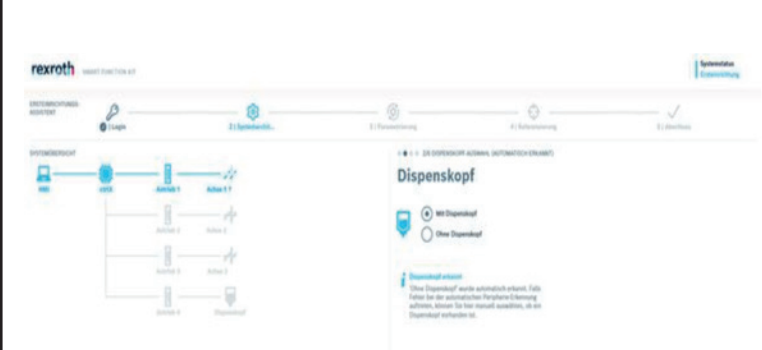 rexroth SMART FUNCTION KIT
Systemstatus
Ersteinrichtung
ERSTEINRICHTUNGS-
ASSISTENT
1 | Login
3 | Parametrierung
4 | Referenzierung
5 | Abschluss
SYSTEMÜBERSICHT
HMI
Antrieb 1
Achse 1
Antrieb 2
Achse 2
Antrieb 3
Achse 3
Antrieb 4
Dispenskopf
2/5 DISPENSKOPF-AUSWAHL (AUTOMATISCH ERKANNT)
Dispenskopf
Mit Dispenskopf
Ohne Dispenskopf
Dispenskopf erkannt
'Ohne Dispenskopf' wurde automatisch erkannt. Falls
Fehler bei der automatischen Peripherie-Erkennung
auftreten, können Sie hier manuell auswählen, ob ein
Dispenskopf vorhanden ist.